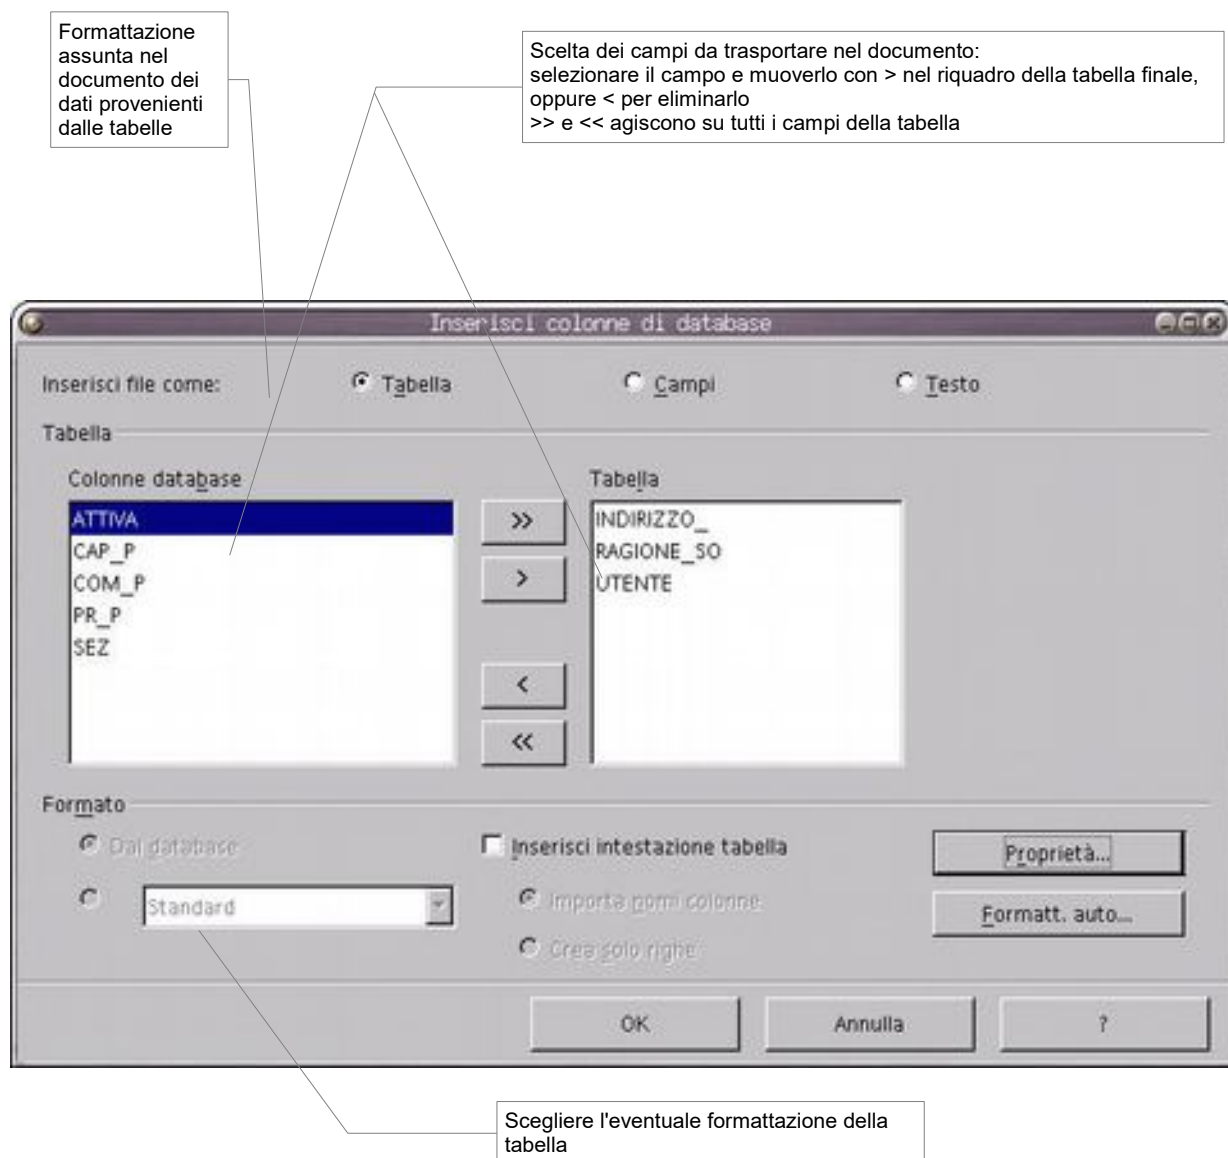 Formattazione
assunta nel
documento dei
dati provenienti
dalle tabelle
Scelta dei campi da trasportare nel documento:
selezionare il campo e muoverlo con > nel riquadro della tabella finale,
oppure < per eliminarlo
>> e << agiscono su tutti i campi della tabella
Inserisci colonne di database
Inserisci file come:
Tabella
Campi
Testo
Tabella
Colonne database
Tabella
ATTIVA
CAP_P
COM_P
PR_P
SEZ
>>
>
<
<<
INDIRIZZO_
RAGIONE_SO
UTENTE
Formato
Dal database
Standard
Inserisci intestazione tabella
Importa nomi colonne
Crea solo righe
Proprietà...
Formatt. auto...
OK
Annulla
?
Scegliere l'eventuale formattazione della
tabella